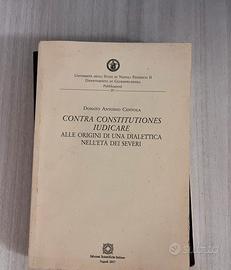 Università degli Studi di Napoli Federico II
Dipartimento di Giurisprudenza
Pubblicazioni
Donato Antonio Centola
CONTRA CONSTITUTIONES
IUDICARE
ALLE ORIGINI DI UNA DIALETTICA
NELL'ETÀ DEI SEVERI
Edizioni Scientifiche Italiane
Napoli 2017
subito